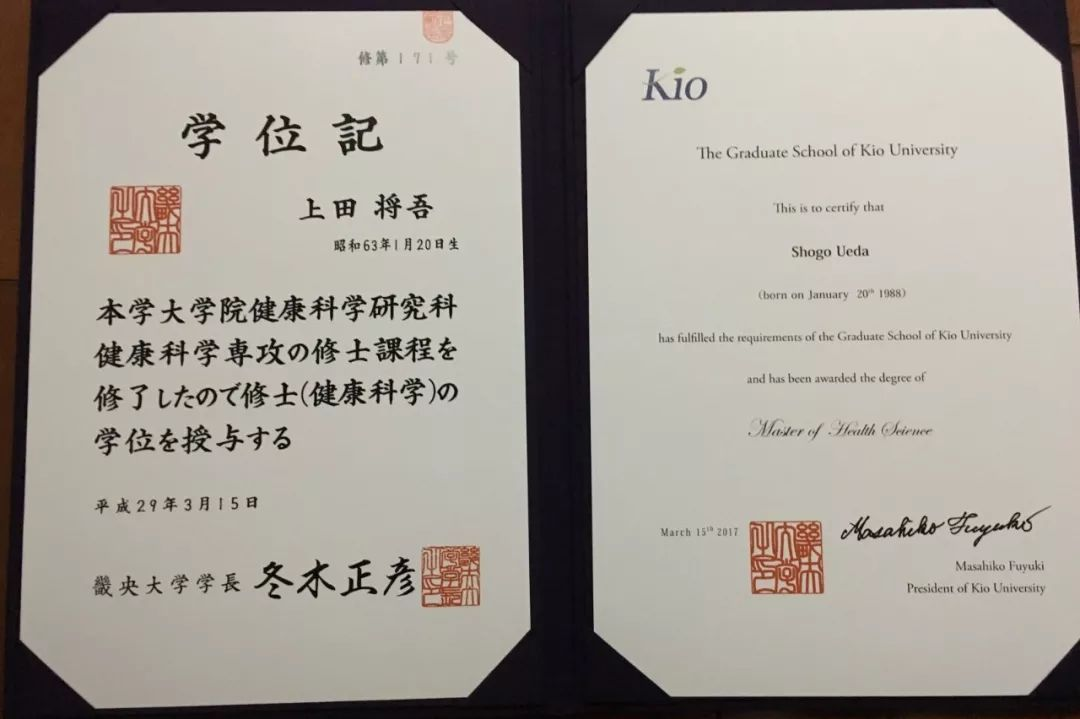 修第171号
学位記
上田 将吾
昭和63年1月20日生
本学大学院健康科学研究科
健康科学専攻の修士課程を
修了したので修士(健康科学)の
学位を授与する
平成29年3月15日
畿央大学学長 冬木正彦
Kio
The Graduate School of Kio University
This is to certify that
Shogo Ueda
(born on January 20th 1988)
has fulfilled the requirements of the Graduate School of Kio University
and has been awarded the degree of
Master of Health Science
March 15th 2017
Masahiko Fuyuki
Masahiko Fuyuki
President of Kio University